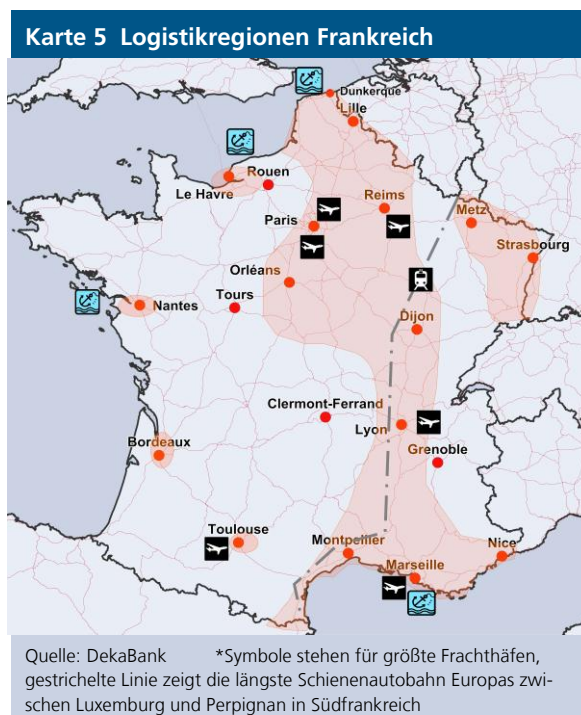 Karte 5 Logistikregionen Frankreich
Dunkerque
Lille
Rouen
Le Havre
Reims
Metz
Paris
Strasbourg
Orléans
Nantes
Tours
Dijon
Clermont-Ferrand
Lyon
Bordeaux
Grenoble
Toulouse
Montpellier
Nice
Marseille
Quelle: DekaBank *Symbole stehen für größte Frachthäfen,
gestrichelte Linie zeigt die längste Schienenautobahn Europas zwi-
schen Luxemburg und Perpignan in Südfrankreich